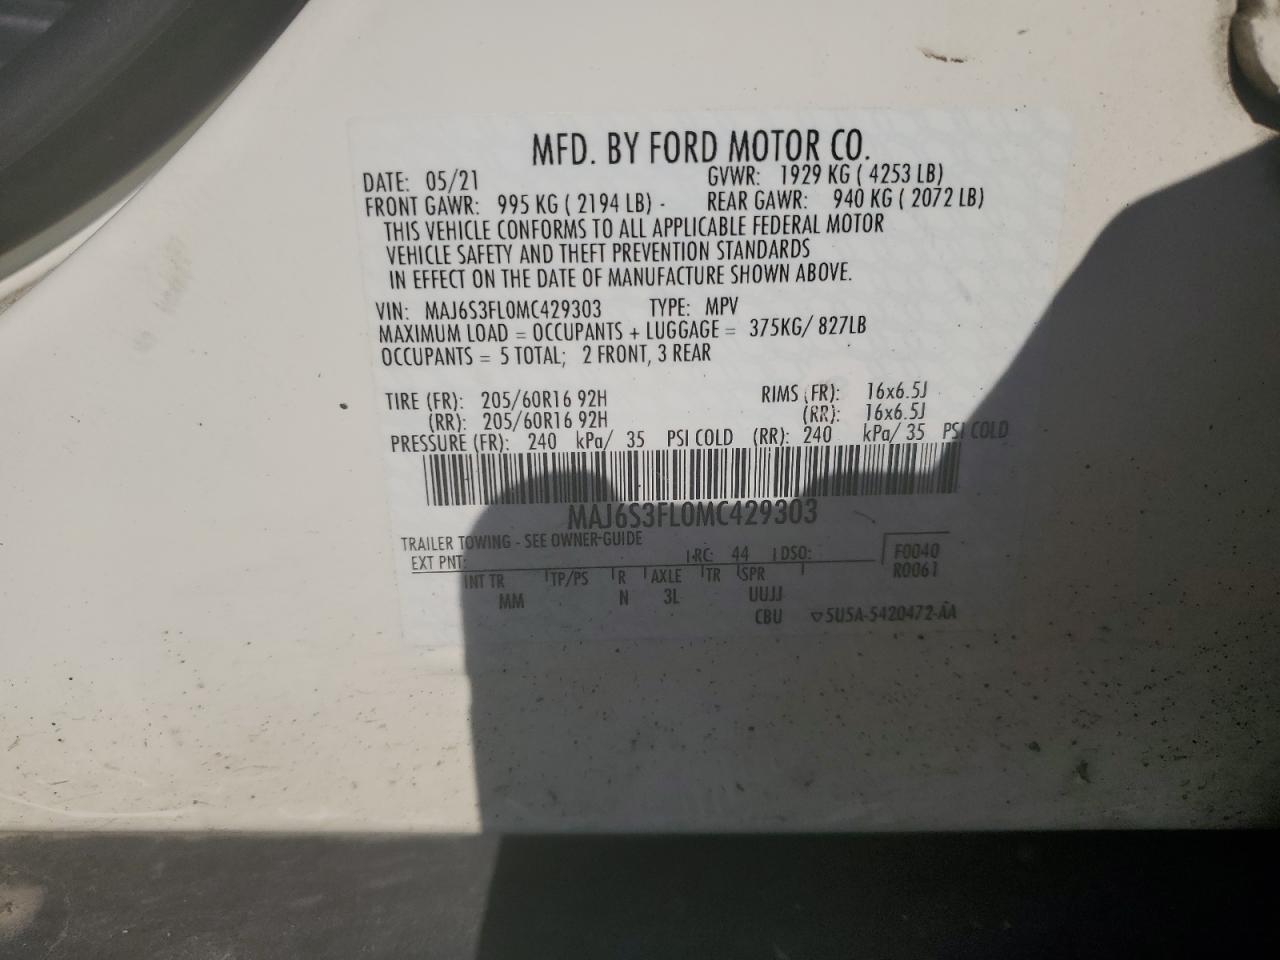 MFD. BY FORD MOTOR CO.
DATE: 05/21 GVWR: 1929 KG ( 4253 LB)
FRONT GAWR: 995 KG ( 2194 LB) - REAR GAWR: 940 KG ( 2072 LB)
THIS VEHICLE CONFORMS TO ALL APPLICABLE FEDERAL MOTOR
VEHICLE SAFETY AND THEFT PREVENTION STANDARDS
IN EFFECT ON THE DATE OF MANUFACTURE SHOWN ABOVE.
VIN: MAJ6S3FL0MC429303 TYPE: MPV
MAXIMUM LOAD = OCCUPANTS + LUGGAGE = 375KG/ 827LB
OCCUPANTS = 5 TOTAL; 2 FRONT, 3 REAR
TIRE (FR): 205/60R16 92H RIMS (FR): 16x6.5J
(RR): 205/60R16 92H (RR): 16x6.5J
PRESSURE (FR): 240 kPa/ 35 PSI COLD (RR): 240 kPa/ 35 PSI COLD
MAJ6S3FL0MC429303
TRAILER TOWING - SEE OWNER-GUIDE
EXT PNT: RC: 44 DSO: F0040
R0061
INT TR TP/PS R AXLE TR SPR
MM N 3L UUJJ
CBU ▽5U5A-5420472-AA